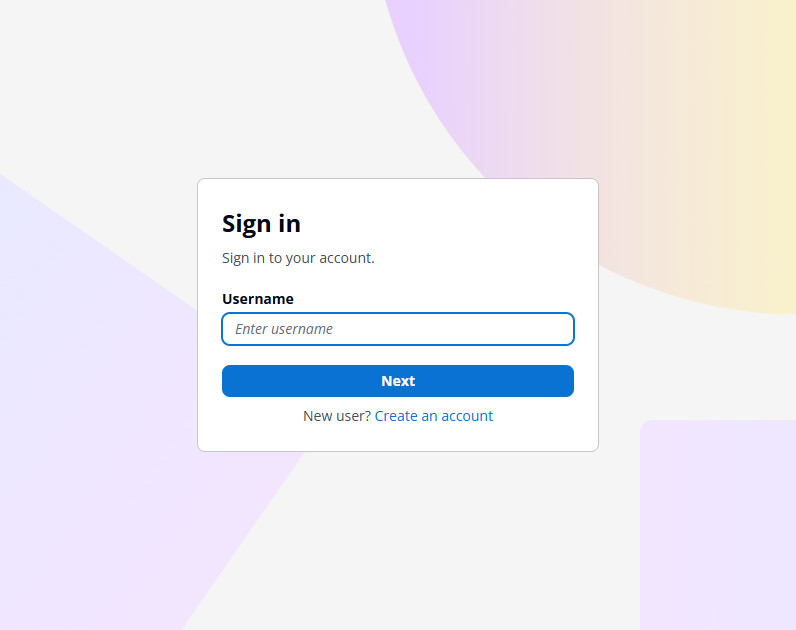 Sign in
Sign in to your account.
Username
Enter username
Next
New user? Create an account